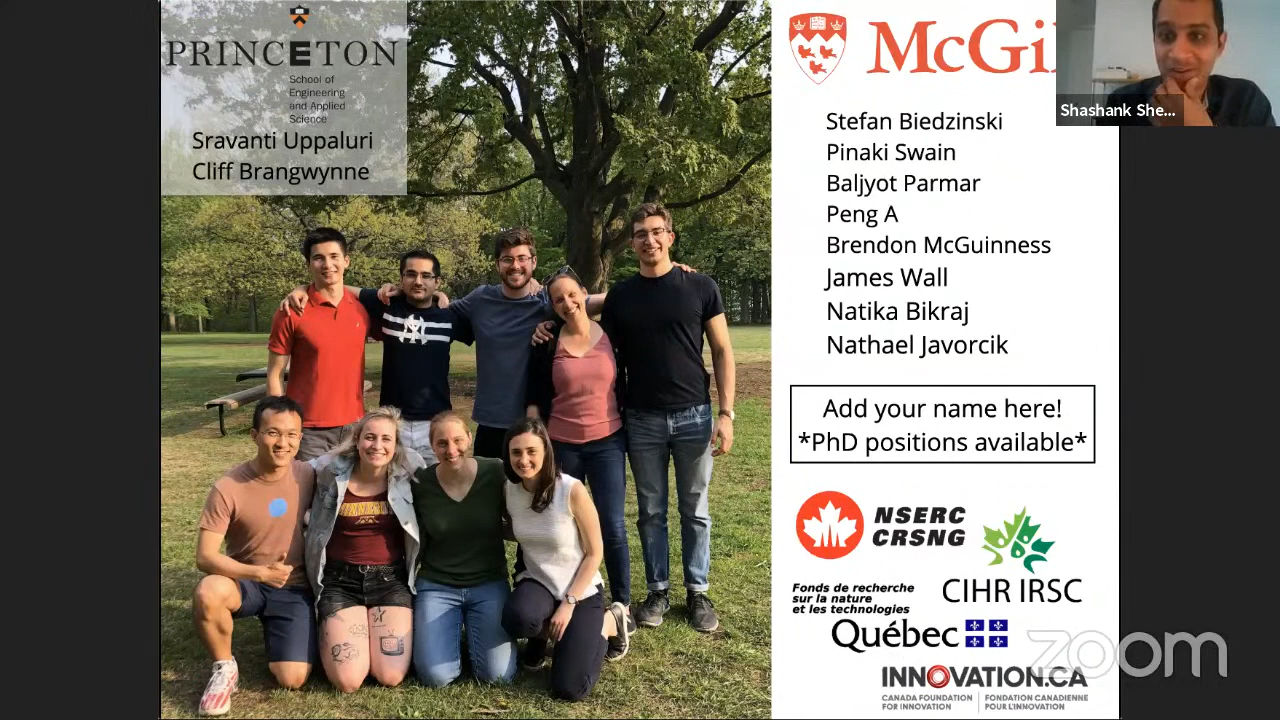 PRINCETON
School of
Engineering
and Applied
Science
Sravanti Uppaluri
Cliff Brangwynne
McGi
Shashank She...
Stefan Biedzinski
Pinaki Swain
Baljyot Parmar
Peng A
Brendon McGuinness
James Wall
Natika Bikraj
Nathael Javorcik
Add your name here!
*PhD positions available*
NSERC
CRSNG
CIHR IRSC
Fonds de recherche
sur la nature
et les technologies
Québec
zoom
INNOVATION.CA
CANADA FOUNDATION
FOR INNOVATION
FONDATION CANADIENNE
POUR L'INNOVATION